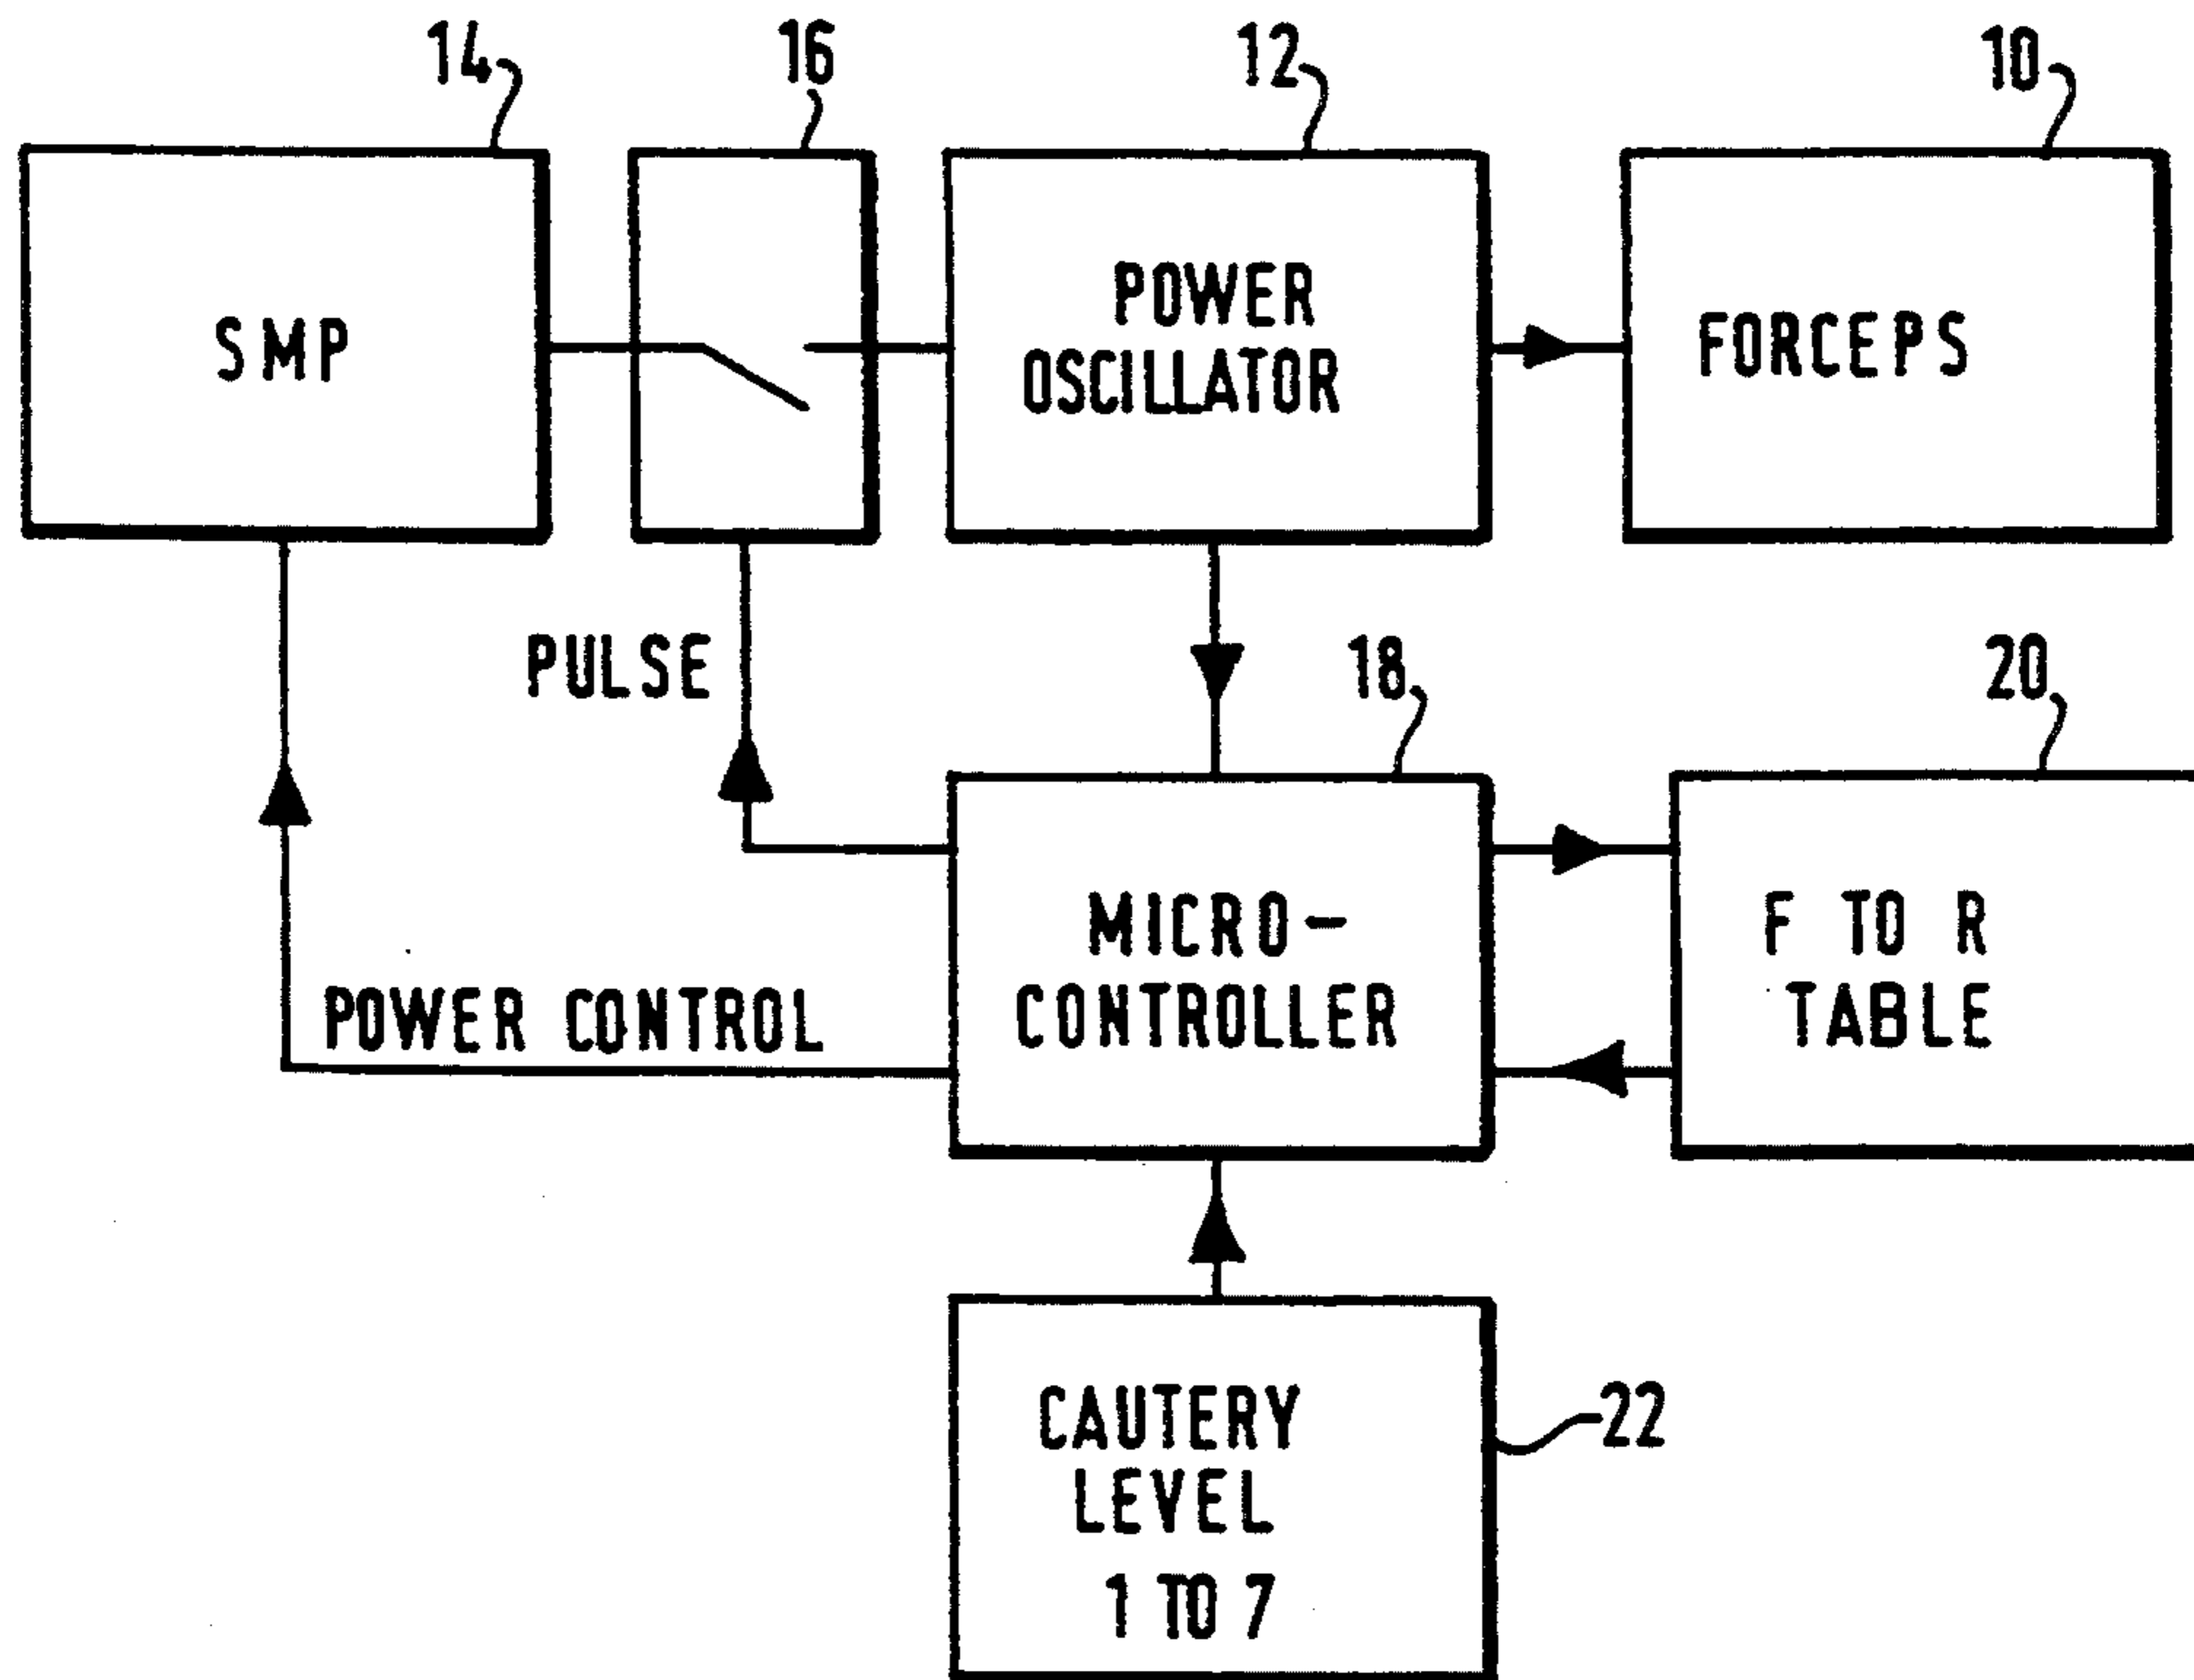 14
16
12
10
SMP
POWER
OSCILLATOR
FORCEPS
PULSE
18
20
MICRO-
CONTROLLER
F TO R
TABLE
POWER CONTROL
CAUTERY
LEVEL
1 TO 7
22